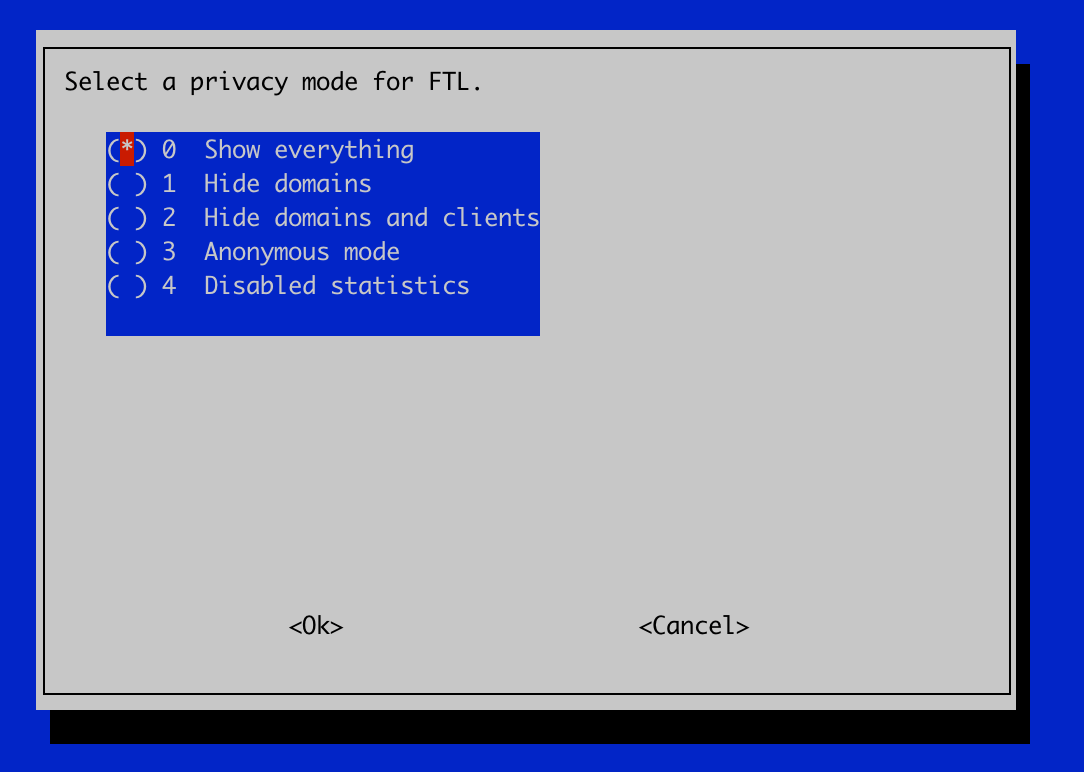 Select a privacy mode for FTL.
(*) 0  Show everything
( ) 1  Hide domains
( ) 2  Hide domains and clients
( ) 3  Anonymous mode
( ) 4  Disabled statistics
<Ok> <Cancel>